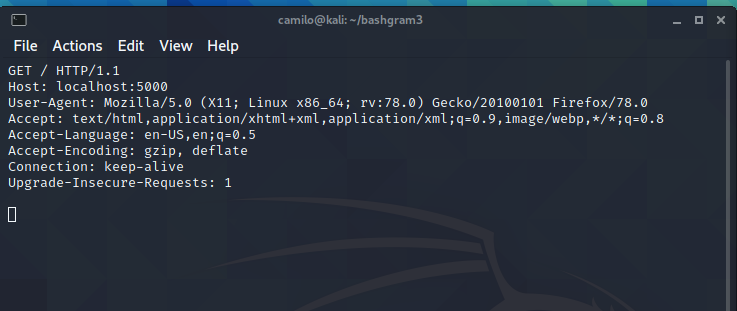 camilo@kali: ~/bashgram3
File Actions Edit View Help
GET / HTTP/1.1
Host: localhost:5000
User-Agent: Mozilla/5.0 (X11; Linux x86_64; rv:78.0) Gecko/20100101 Firefox/78.0
Accept: text/html,application/xhtml+xml,application/xml;q=0.9,image/webp,*/*;q=0.8
Accept-Language: en-US,en;q=0.5
Accept-Encoding: gzip, deflate
Connection: keep-alive
Upgrade-Insecure-Requests: 1